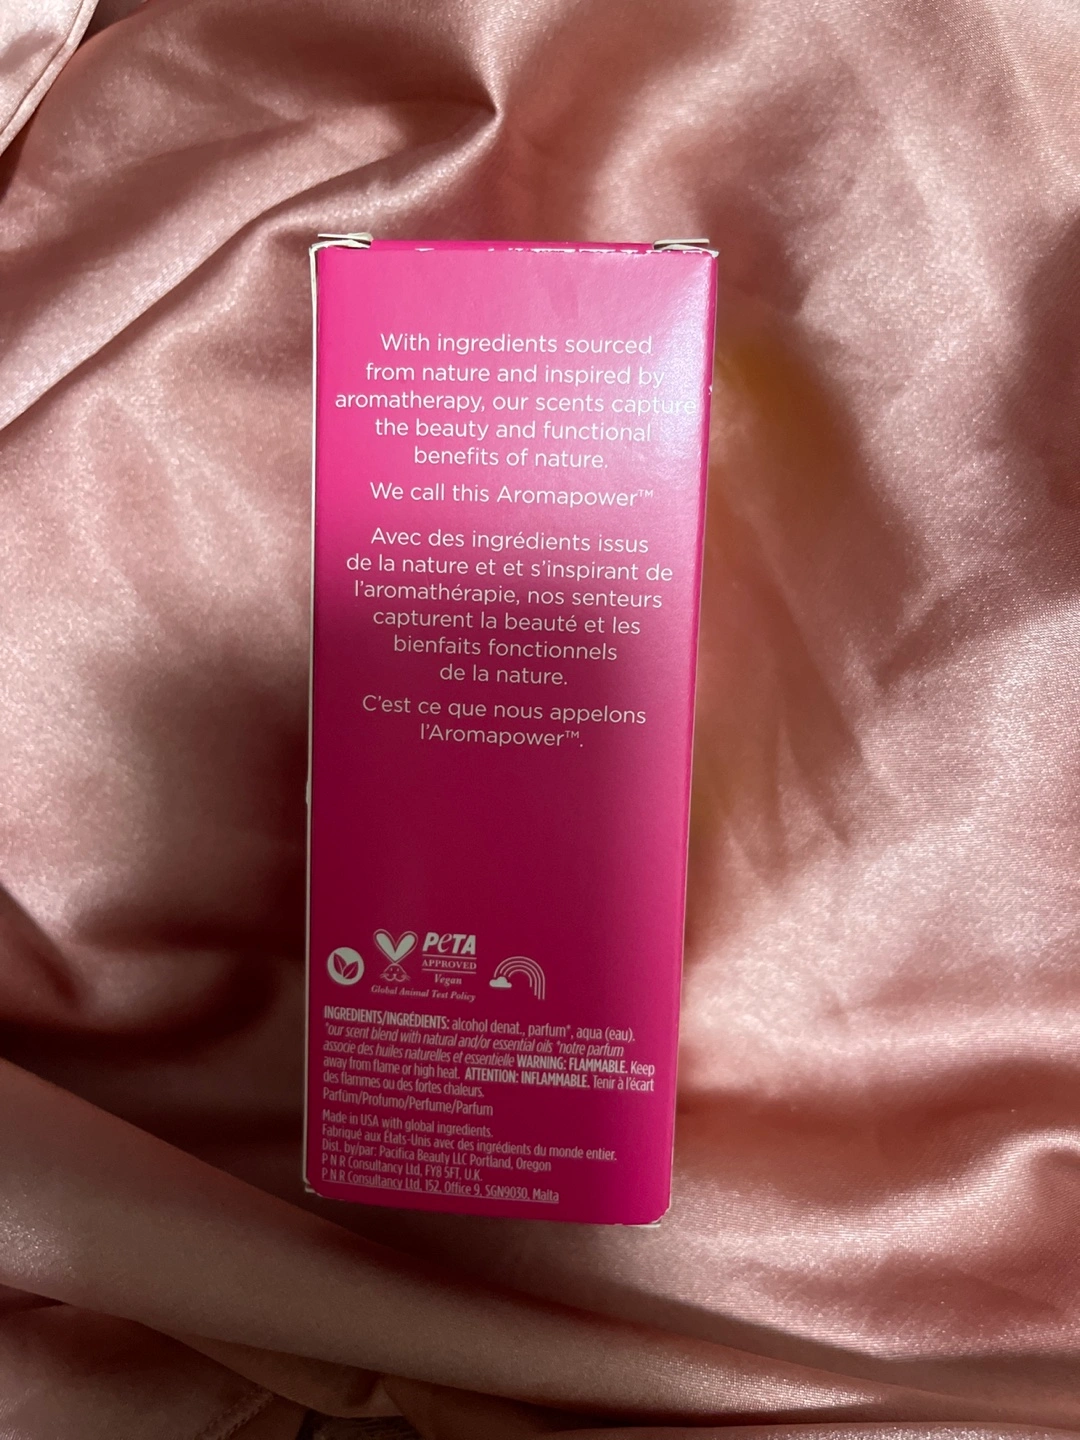 With ingredients sourced
from nature and inspired by
aromatherapy, our scents capture
the beauty and functional
benefits of nature.
We call this Aromapower™
Avec des ingrédients issus
de la nature et et s'inspirant de
l'aromathérapie, nos senteurs
capturent la beauté et les
bienfaits fonctionnels
de la nature.
C'est ce que nous appelons
l'Aromapower™.
PETA
APPROVED
Vegan
Global Animal Test Policy
INGREDIENTS/INGRÉDIENTS: alcohol denat., parfum*, aqua (eau).
*our scent blend with natural and/or essential oils *notre parfum
associe des huiles naturelles et essentielle WARNING: FLAMMABLE. Keep
away from flame or high heat. ATTENTION: INFLAMMABLE. Tenir à l'écart
des flammes ou des fortes chaleurs.
Parfüm/Profumo/Perfume/Parfum
Made in USA with global ingredients.
Fabriqué aux États-Unis avec des ingrédients du monde entier.
Dist. by/par: Pacifica Beauty LLC Portland, Oregon
P N R Consultancy Ltd, FY8 5FT, U.K.
P N R Consultancy Ltd. 152, Office 9, SGN9030, Malta